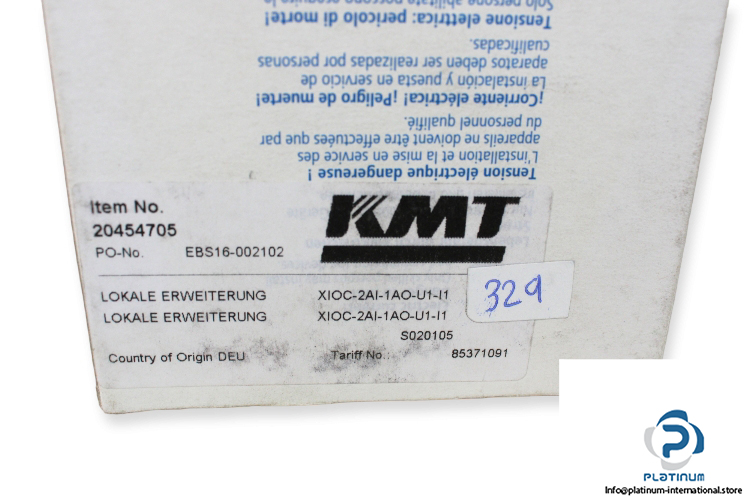 Solo persone abilitate possono eseguire
Tensione elettrica: pericolo di morte!
cualificadas.
aparatos deben ser realizadas por personas
La instalación y puesta en servicio de
¡Corriente eléctrica! ¡Peligro de muerte!
du personnel qualifié.
appareils ne doivent être effectuées que par
L'installation et la mise en service des
Tension électrique dangereuse !
Item No.
20454705
KMT
PO-No. EBS16-002102
LOKALE ERWEITERUNG XIOC-2AI-1AO-U1-I1
LOKALE ERWEITERUNG XIOC-2AI-1AO-U1-I1
329
S020105
Country of Origin DEU Tariff No.: 85371091
PLATINUM
Info@platinum-international.store